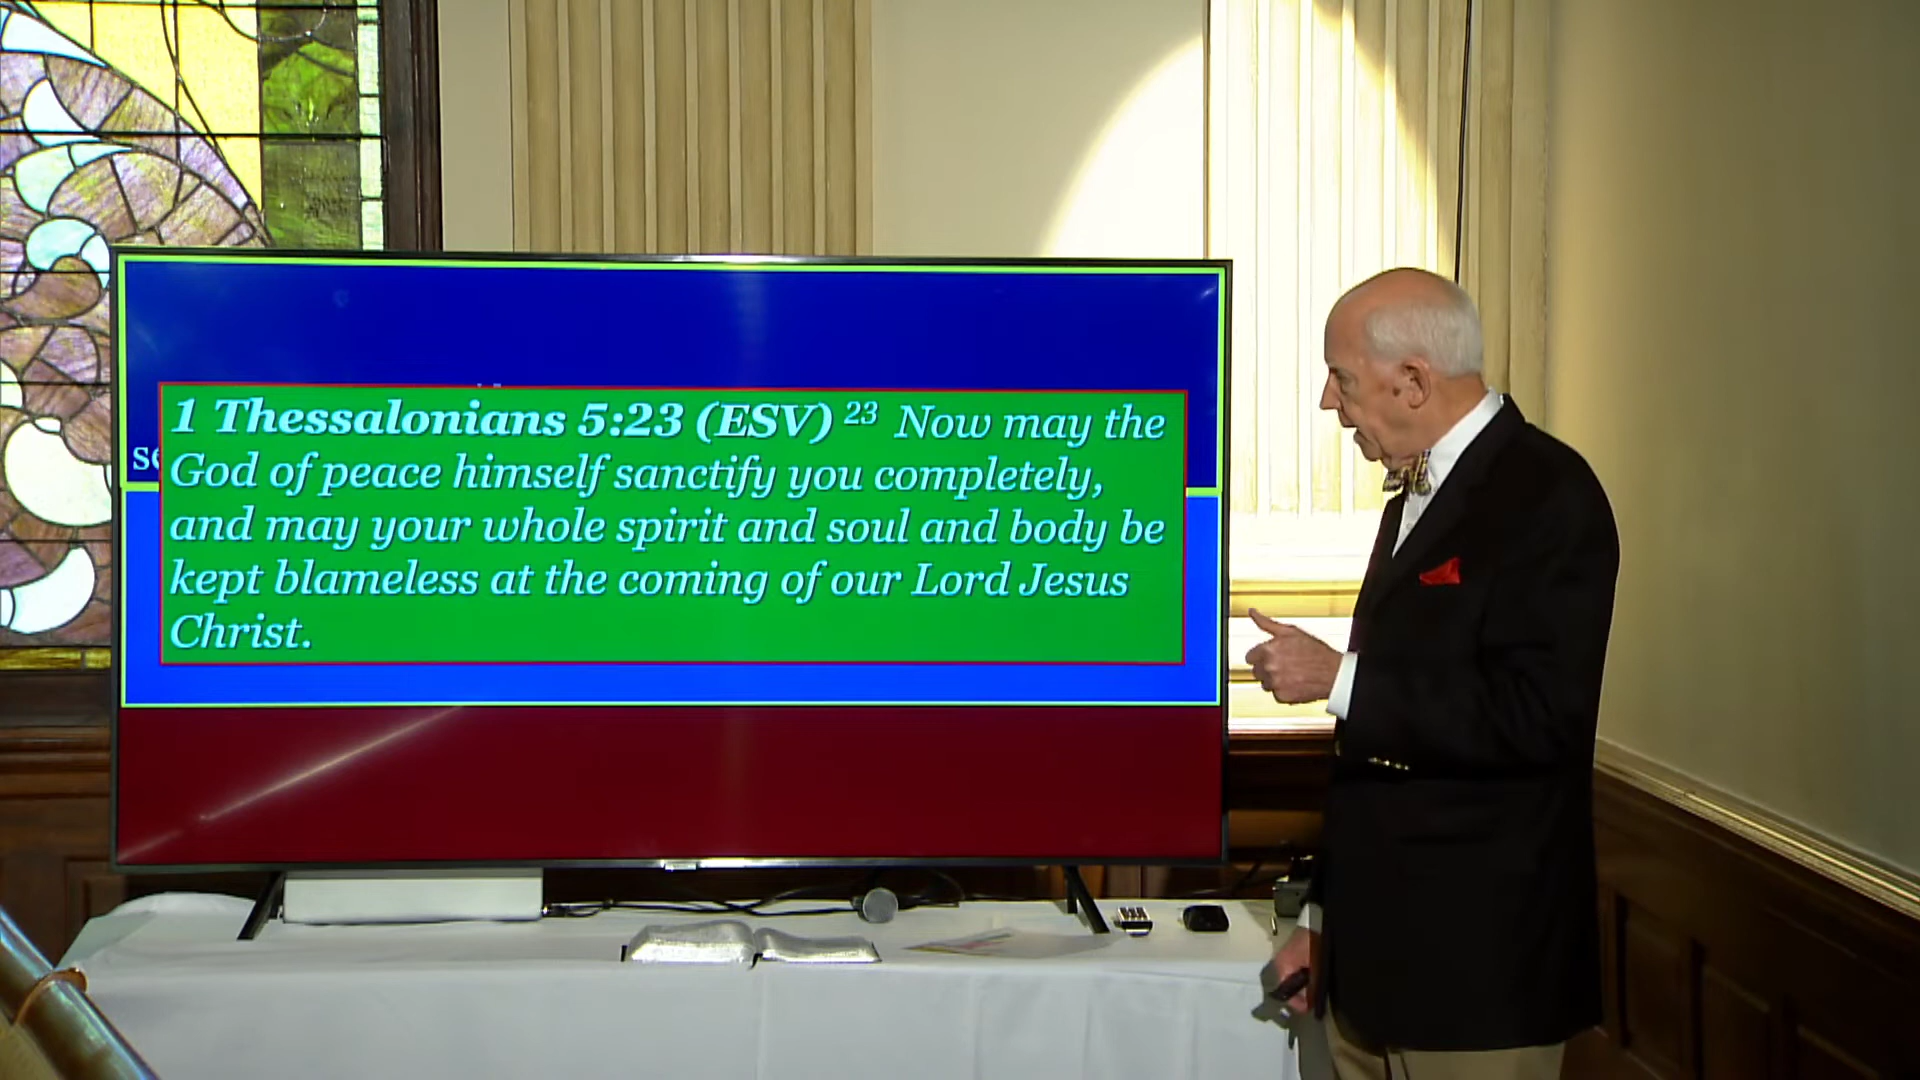 1 Thessalonians 5:23 (ESV) 23 Now may the
God of peace himself sanctify you completely,
and may your whole spirit and soul and body be
kept blameless at the coming of our Lord Jesus
Christ.